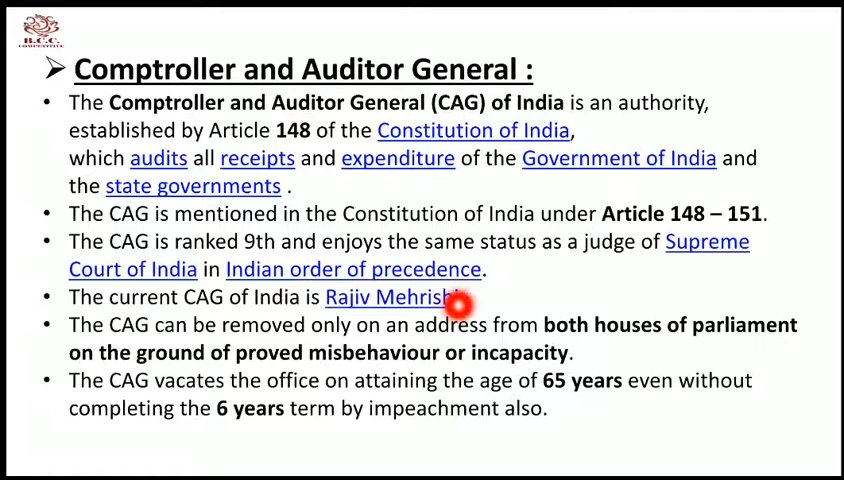 B.C.C.
COMPETITIVE
➢ Comptroller and Auditor General :
• The Comptroller and Auditor General (CAG) of India is an authority,
established by Article 148 of the Constitution of India,
which audits all receipts and expenditure of the Government of India and
the state governments .
• The CAG is mentioned in the Constitution of India under Article 148 – 151.
• The CAG is ranked 9th and enjoys the same status as a judge of Supreme
Court of India in Indian order of precedence.
• The current CAG of India is Rajiv Mehrishi
• The CAG can be removed only on an address from both houses of parliament
on the ground of proved misbehaviour or incapacity.
• The CAG vacates the office on attaining the age of 65 years even without
completing the 6 years term by impeachment also.